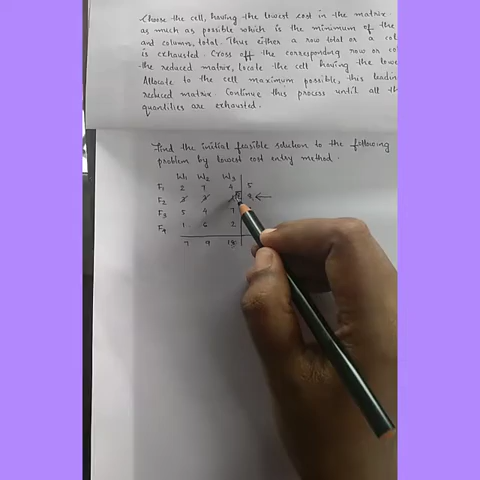 Choose the cell, having the lowest cost in the matrix
as much as possible which is the minimum of the
and column, total. Thus either a row total or a col
is exhausted. Cross off the corresponding row or co
the reduced matrix, locate the cell having the lowe
Allocate to the cell maximum possible, this leading
reduced matrix. Continue this process until all th
quantities are exhausted.
Find the initial feasible solution to the following
problem by lowest cost entry method.
W1 W2 W3
F1 2 7 4 5
F2 3 3 1 8 ←
F3 5 4 7
F4 1 6 2
7 9